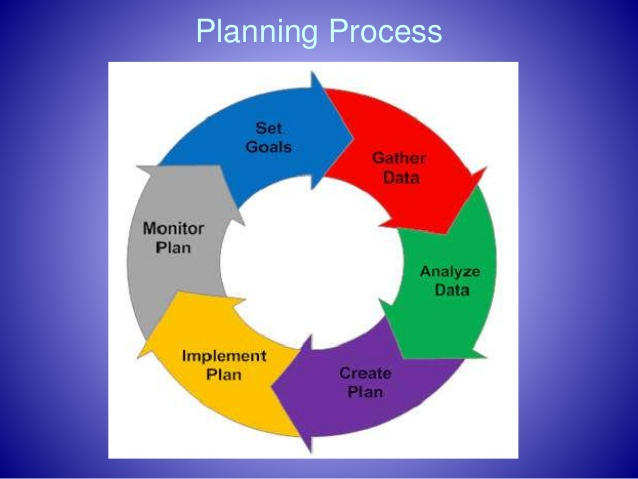 Planning Process
Set
Goals
Gather
Data
Analyze
Data
Create
Plan
Implement
Plan
Monitor
Plan